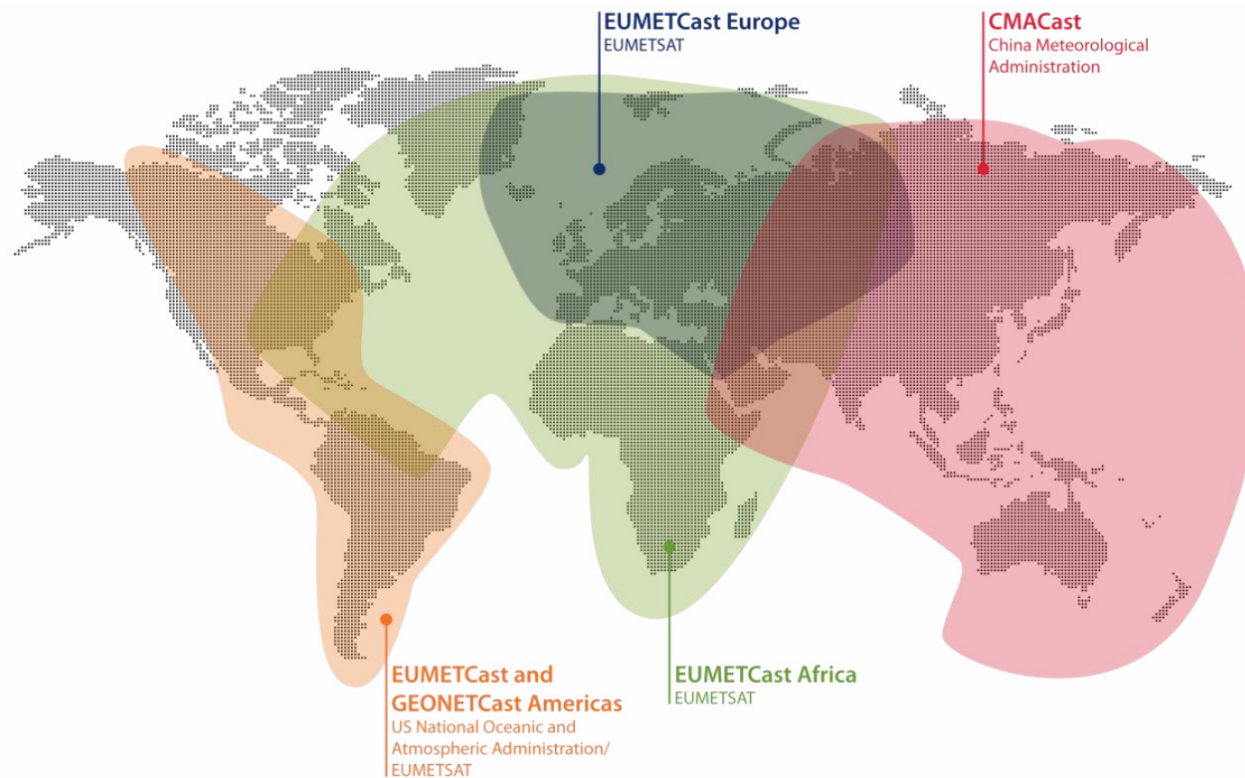 EUMETCast Europe
EUMETSAT
CMACast
China Meteorological
Administration
EUMETCast and
GEONETCast Americas
US National Oceanic and
Atmospheric Administration/
EUMETSAT
EUMETCast Africa
EUMETSAT